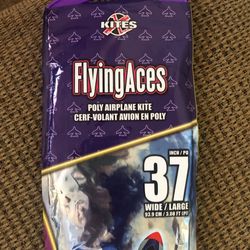 KITES
FlyingAces
POLY AIRPLANE KITE
CERF-VOLANT AVION EN POLY
INCH / PO
37
WIDE / LARGE
93.9 CM / 3.08 FT (PI)